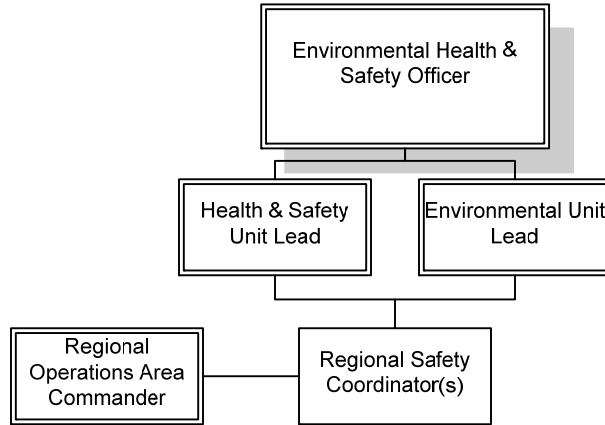 Environmental Health &
Safety Officer
Health & Safety
Unit Lead
Environmental Unit
Lead
Regional
Operations Area
Commander
Regional Safety
Coordinator(s)